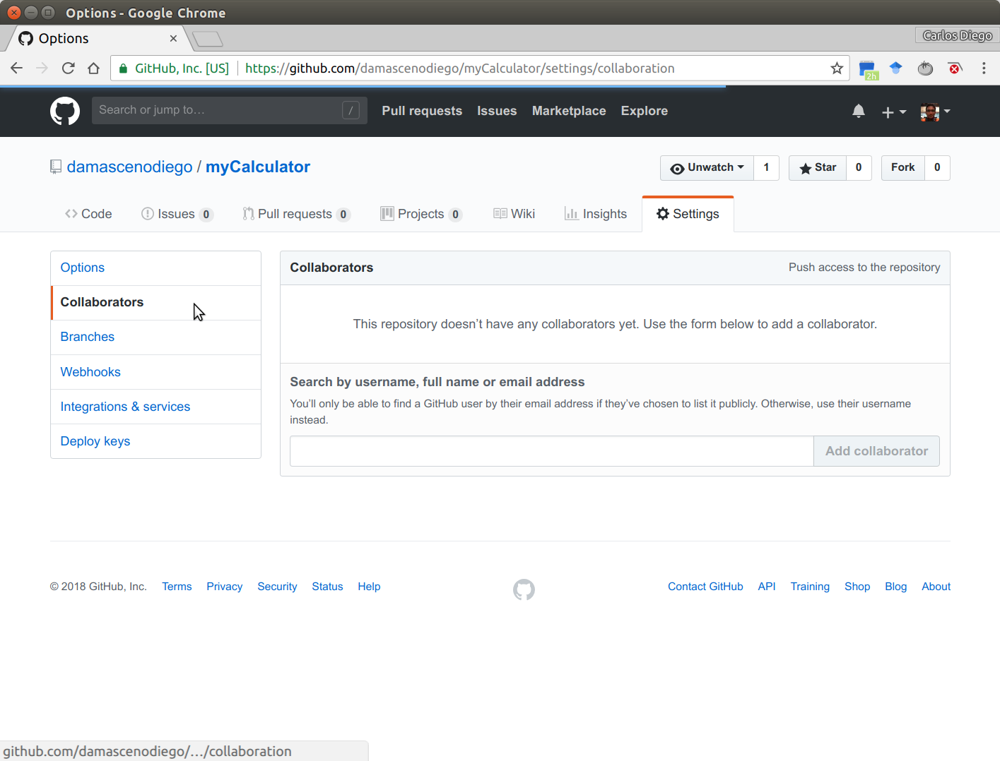 Options - Google Chrome
Options
Carlos Diego
GitHub, Inc. [US] https://github.com/damascenodiego/myCalculator/settings/collaboration
2h
Search or jump to… / Pull requests Issues Marketplace Explore
damascenodiego / myCalculator Unwatch 1 Star 0 Fork 0
Code Issues 0 Pull requests 0 Projects 0 Wiki Insights Settings
Options
Collaborators
Branches
Webhooks
Integrations & services
Deploy keys
Collaborators Push access to the repository
This repository doesn’t have any collaborators yet. Use the form below to add a collaborator.
Search by username, full name or email address
You’ll only be able to find a GitHub user by their email address if they’ve chosen to list it publicly. Otherwise, use their username
instead.
Add collaborator
© 2018 GitHub, Inc. Terms Privacy Security Status Help Contact GitHub API Training Shop Blog About
github.com/damascenodiego/…/collaboration